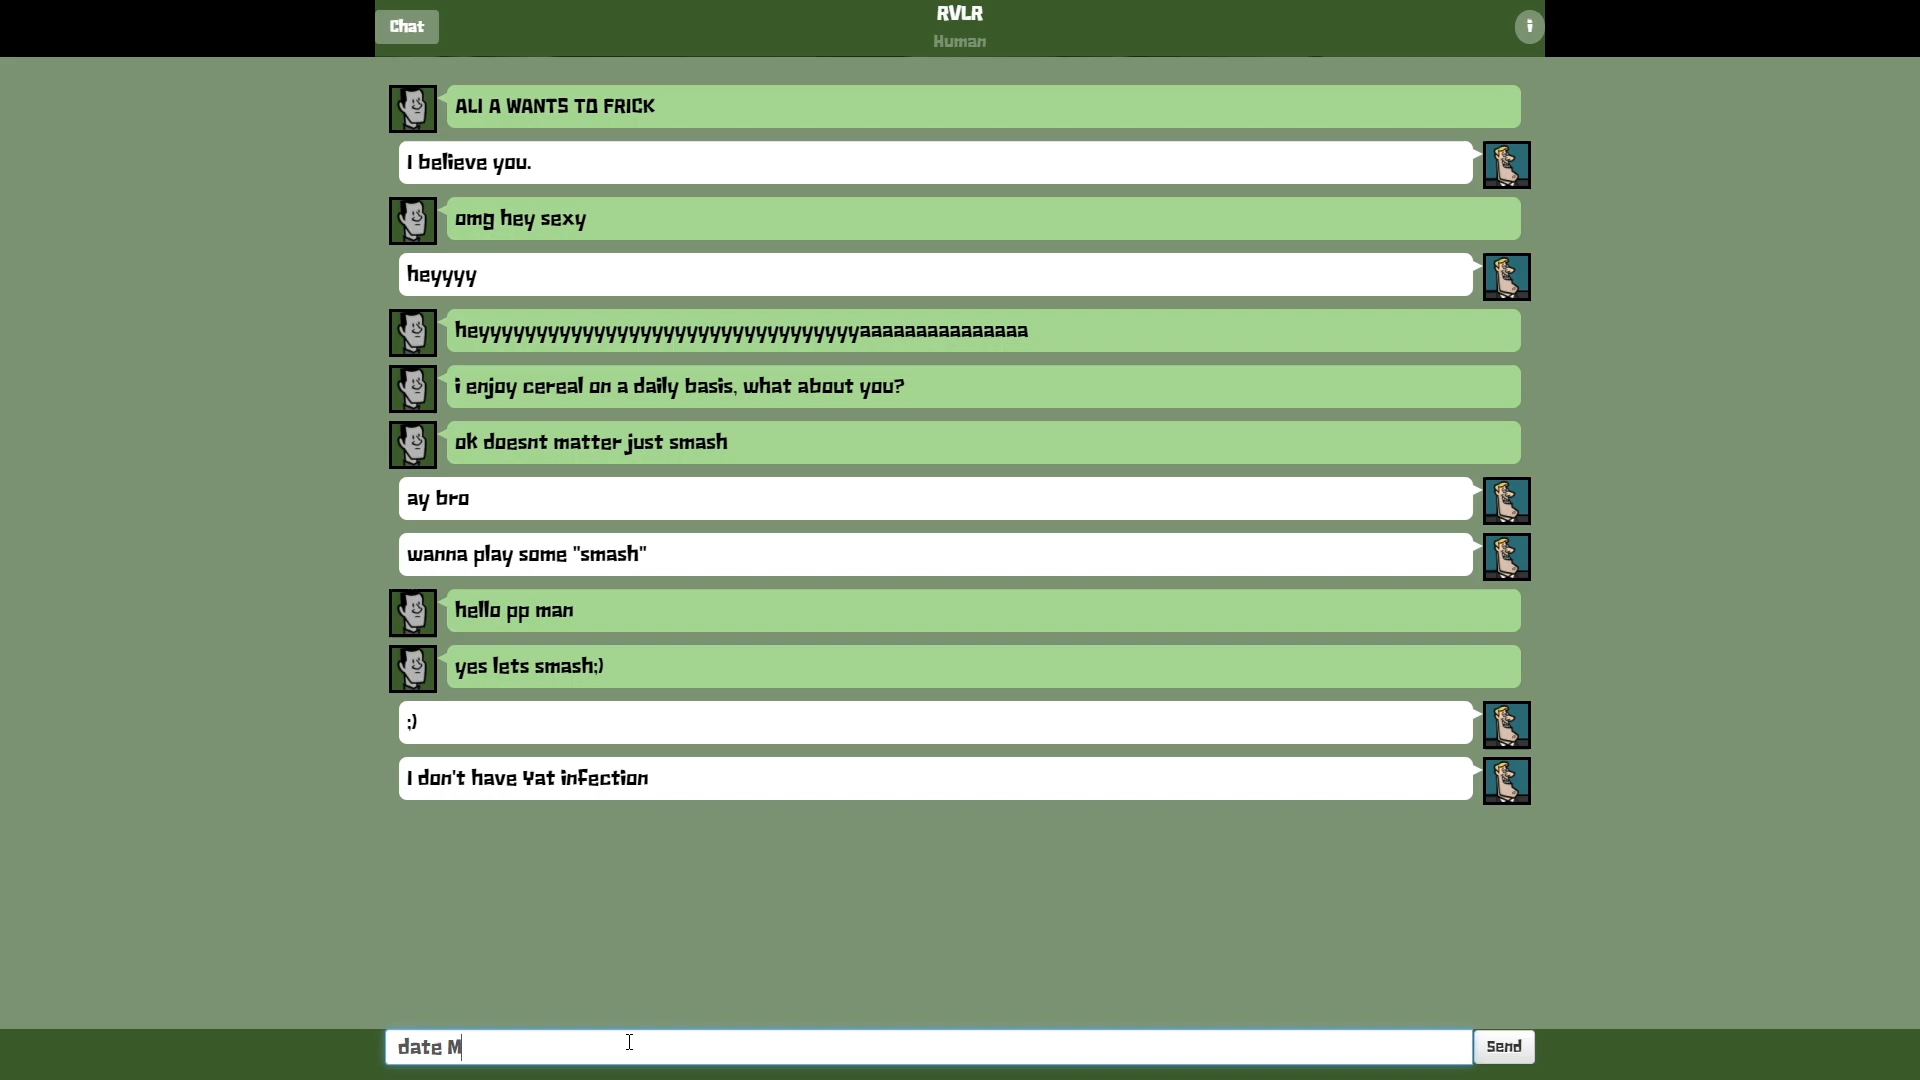 Chat
RVLR
Human
i
ALI A WANTS TO FRICK
I believe you.
omg hey sexy
heyyyy
heyyyyyyyyyyyyyyyyyyyyyyyyyyyyyyyyyaaaaaaaaaaaaaaa
i enjoy cereal on a daily basis, what about you?
ok doesnt matter just smash
ay bro
wanna play some "smash"
hello pp man
yes lets smash;)
;)
I don't have Yat infection
date M
Send